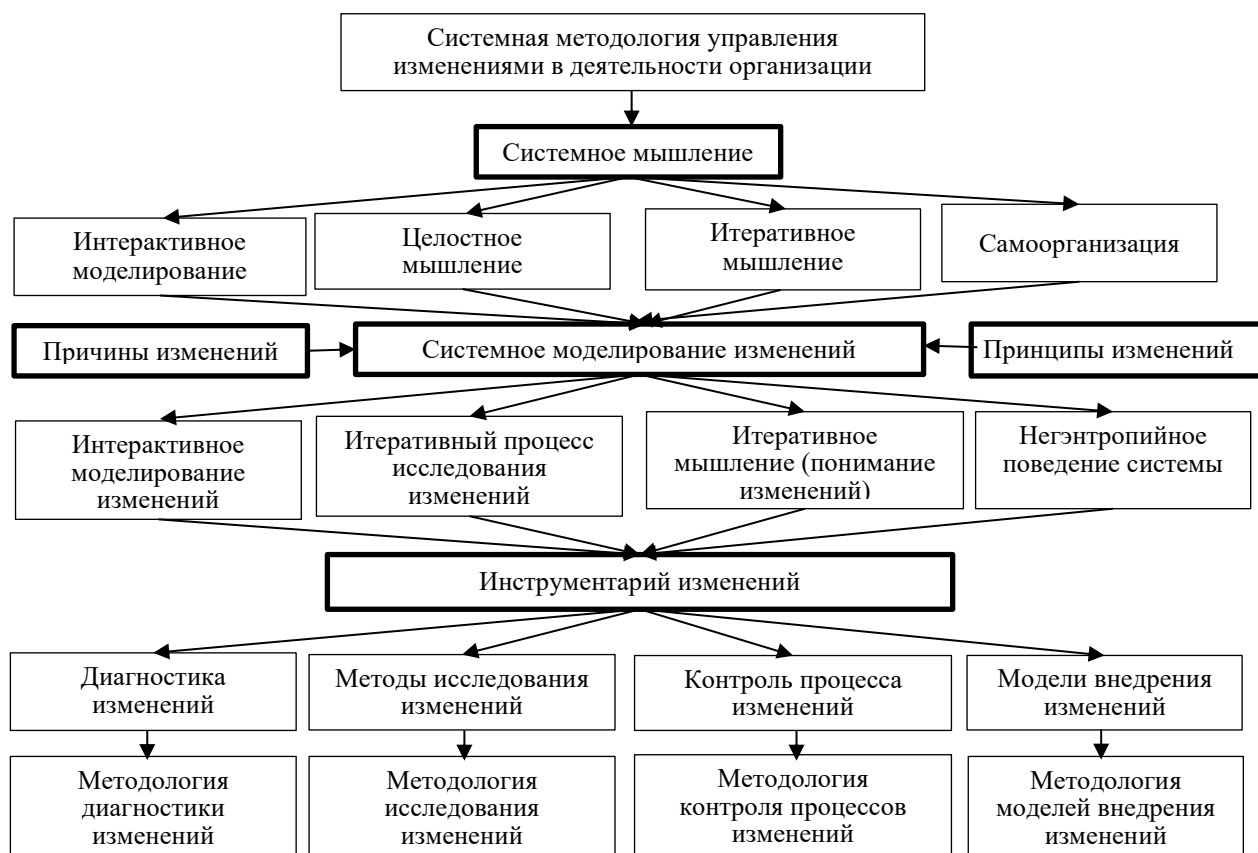 Системная методология управления
изменениями в деятельности организации
Системное мышление
Интерактивное
моделирование
Целостное
мышление
Итеративное
мышление
Самоорганизация
Причины изменений
Системное моделирование изменений
Принципы изменений
Интерактивное
моделирование
изменений
Итеративный процесс
исследования
изменений
Итеративное
мышление (понимание
изменений)
Негэнтропийное
поведение системы
Инструментарий изменений
Диагностика
изменений
Методы исследования
изменений
Контроль процесса
изменений
Модели внедрения
изменений
Методология
диагностики
изменений
Методология
исследования
изменений
Методология
контроля процессов
изменений
Методология
моделей внедрения
изменений